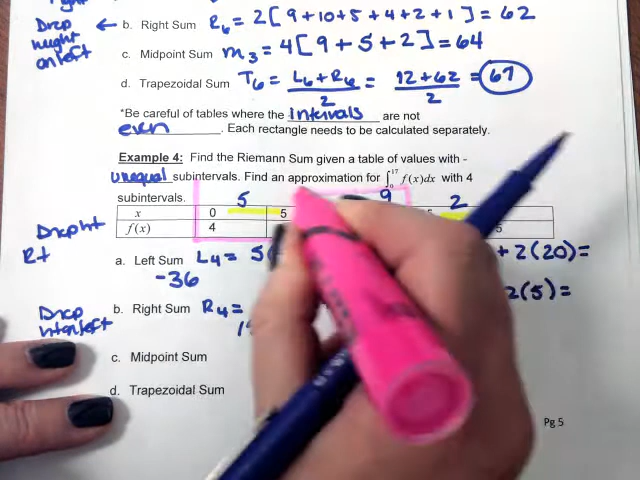 Drop height on left ← b. Right Sum R₆ = 2[9+10+5+4+2+1] = 62
c. Midpoint Sum m₃ = 4[9+5+2] = 64
d. Trapezoidal Sum T₆ = L₆+R₆/2 = 72+62/2 = 67
*Be careful of tables where the intervals are not
even. Each rectangle needs to be calculated separately.
Example 4: Find the Riemann Sum given a table of values with -
unequal subintervals. Find an approximation for ∫₀¹⁷ f(x)dx with 4
subintervals. 5 9 2
x 0 5
f(x) 4 5
Drop ht Rt
a. Left Sum L₄ = 5( + 2(20) =
-36
Drop
b. Right Sum R₄ = 2(5) =
c. Midpoint Sum
d. Trapezoidal Sum
Pg 5